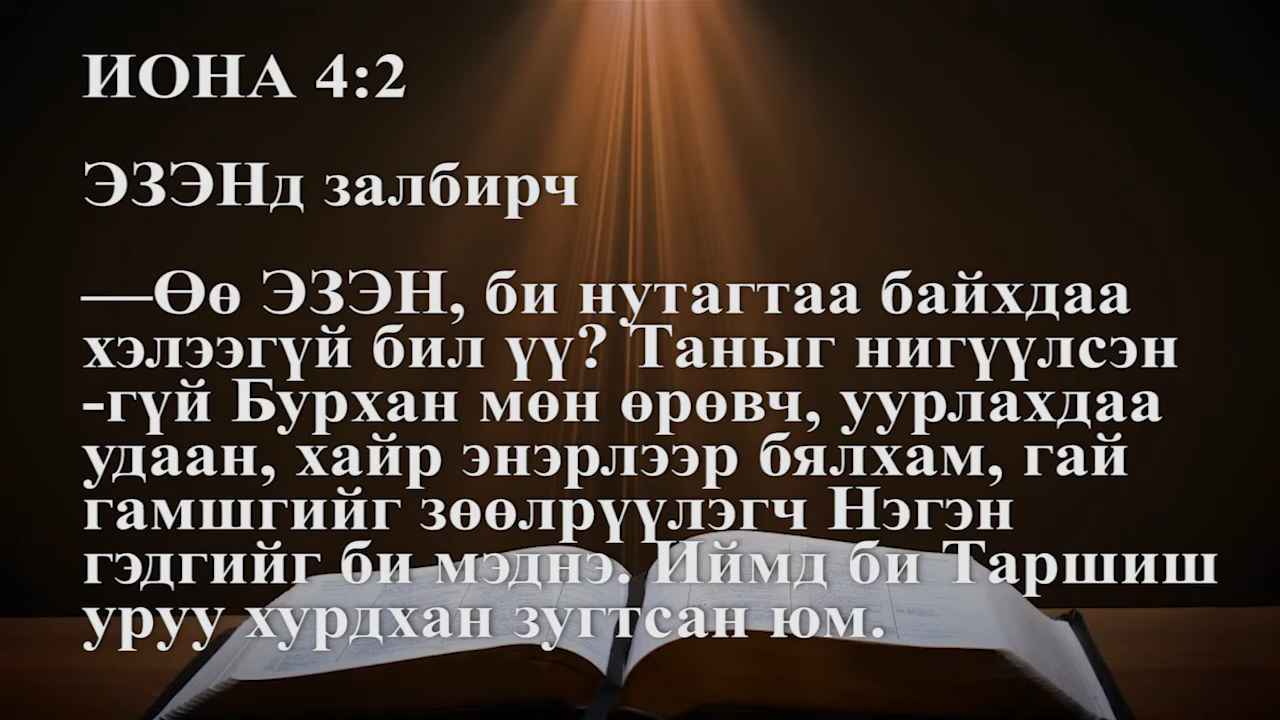 ИОНА 4:2
ЭЗЭНд залбирч
—Өө ЭЗЭН, би нутагтаа байхдаа
хэлээгүй бил үү? Таныг нигүүлсэн
-гүй Бурхан мөн өрөвч, уурлахдаа
удаан, хайр энэрлээр бялхам, гай
гамшгийг зөөлрүүлэгч Нэгэн
гэдгийг би мэднэ. Иймд би Таршиш
уруу хурдхан зугтсан юм.